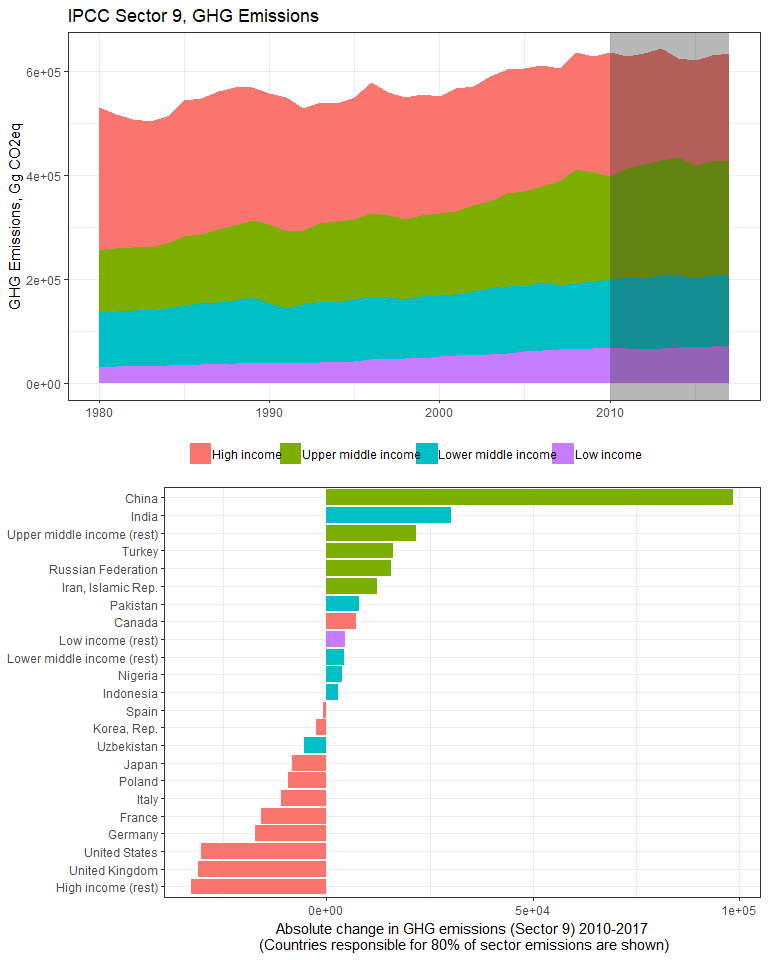 IPCC Sector 9, GHG Emissions
GHG Emissions, Gg CO2eq
6e+05
4e+05
2e+05
0e+00
1980 1990 2000 2010
High income Upper middle income Lower middle income Low income
China
India
Upper middle income (rest)
Turkey
Russian Federation
Iran, Islamic Rep.
Pakistan
Canada
Low income (rest)
Lower middle income (rest)
Nigeria
Indonesia
Spain
Korea, Rep.
Uzbekistan
Japan
Poland
Italy
France
Germany
United States
United Kingdom
High income (rest)
0e+00 5e+04 1e+05
Absolute change in GHG emissions (Sector 9) 2010-2017
(Countries responsible for 80% of sector emissions are shown)